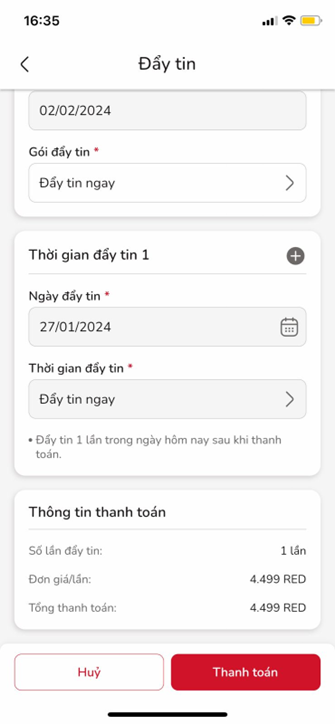 16:35
Đẩy tin
02/02/2024
Gói đẩy tin *
Đẩy tin ngay
Thời gian đẩy tin 1
Ngày đẩy tin *
27/01/2024
Thời gian đẩy tin *
Đẩy tin ngay
• Đẩy tin 1 lần trong ngày hôm nay sau khi thanh
toán.
Thông tin thanh toán
Số lần đẩy tin: 1 lần
Đơn giá/lần: 4.499 RED
Tổng thanh toán: 4.499 RED
Huỷ Thanh toán